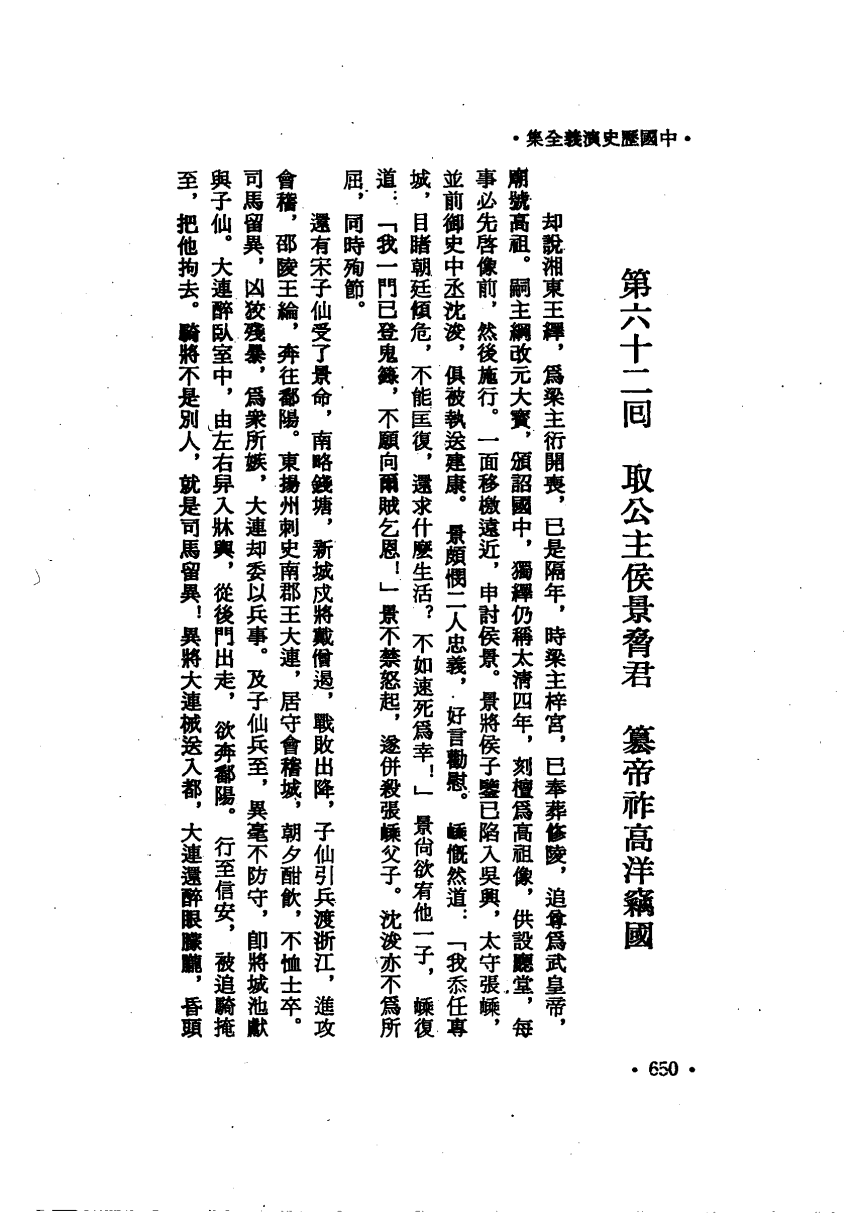 •中國歷史演義全集•
第六十二回　取公主侯景脅君　篡帝祚高洋竊國
却說湘東王繹，爲梁主衍開喪，已是隔年，時梁主梓宮，已奉葬修陵，追尊爲武皇帝，
廟號高祖。嗣主綱改元大寶，頒詔國中，獨繹仍稱太清四年，刻檀爲高祖像，供設廳堂，每
事必先啓像前，然後施行。一面移檄遠近，申討侯景。景將侯子鑒已陷入吳興，太守張嵊，
並前御史中丞沈浚，俱被執送建康。景頗憫二人忠義，好言勸慰。嵊慨然道：「我忝任專
城，目睹朝廷傾危，不能匡復，還求什麼生活？不如速死爲幸！」景尙欲宥他一子，嵊復
道：「我一門已登鬼籙，不願向爾賊乞恩！」景不禁怒起，遂併殺張嵊父子。沈浚亦不爲所
屈，同時殉節。
還有宋子仙受了景命，南略錢塘，新城戍將戴僧逷，戰敗出降，子仙引兵渡浙江，進攻
會稽，邵陵王綸，奔往鄱陽。東揚州刺史南郡王大連，居守會稽城，朝夕酣飲，不恤士卒。
司馬留異，凶狡殘暴，爲衆所嫉，大連却委以兵事。及子仙兵至，異毫不防守，卽將城池獻
與子仙。大連醉臥室中，由左右舁入牀輿，從後門出走，欲奔鄱陽。行至信安，被追騎掩
至，把他拘去。騎將不是別人，就是司馬留異！異將大連械送入都，大連還醉眼朦朧，昏頭
•650•